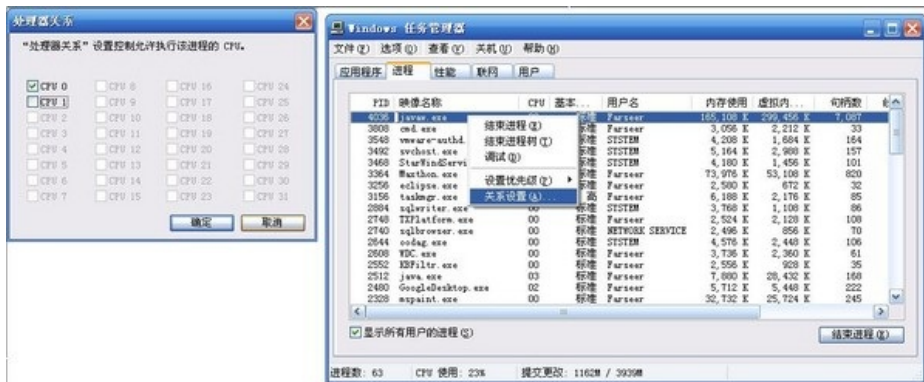 处理器关系
“处理器关系”设置控制允许执行该进程的 CPU。
CPU 0 CPU 8 CPU 16 CPU 24
CPU 1 CPU 9 CPU 17 CPU 25
CPU 2 CPU 10 CPU 18 CPU 26
CPU 3 CPU 11 CPU 19 CPU 27
CPU 4 CPU 12 CPU 20 CPU 28
CPU 5 CPU 13 CPU 21 CPU 29
CPU 6 CPU 14 CPU 22 CPU 30
CPU 7 CPU 15 CPU 23 CPU 31
确定 取消
Windows 任务管理器
文件(F) 选项(O) 查看(V) 关机(U) 帮助(H)
应用程序 进程 性能 联网 用户
PID 映像名称 CPU 基本... 用户名 内存使用 虚拟内... 句柄数
4036 javaw.exe 标准 Farseer 165,108 K 299,456 K 7,087
3808 cmd.exe 标准 Farseer 3,056 K 2,212 K 33
3548 vmware-authd. 标准 SYSTEM 4,208 K 1,684 K 164
3492 svchost.exe 标准 SYSTEM 5,164 K 2,988 K 157
3468 StarWindServi 标准 SYSTEM 4,180 K 1,456 K 101
3364 Maxthon.exe 标准 Farseer 73,976 K 53,108 K 820
3256 eclipse.exe 标准 Farseer 2,580 K 672 K 32
3156 taskmgr.exe 高 Farseer 6,188 K 2,176 K 85
2884 sqlwriter.exe 00 标准 SYSTEM 3,768 K 1,108 K 86
2748 TXPlatform.exe 00 标准 Farseer 2,524 K 2,128 K 108
2740 sqlbrowser.exe 00 标准 NETWORK SERVICE 2,496 K 856 K 70
2644 oodag.exe 00 标准 SYSTEM 4,576 K 2,448 K 106
2608 YDC.exe 00 标准 Farseer 3,736 K 2,360 K 61
2552 KBFiltr.exe 00 标准 Farseer 2,556 K 928 K 35
2512 java.exe 03 标准 Farseer 7,880 K 28,432 K 168
2480 GoogleDesktop.exe 02 标准 Farseer 5,712 K 5,448 K 222
2328 mspaint.exe 00 标准 Farseer 32,732 K 25,724 K 245
结束进程(E)
结束进程树(T)
调试(D)
设置优先级(P)
关系设置(A)...
显示所有用户的进程(S)
结束进程(E)
进程数: 63 CPU 使用: 23% 提交更改: 1162M / 3939M